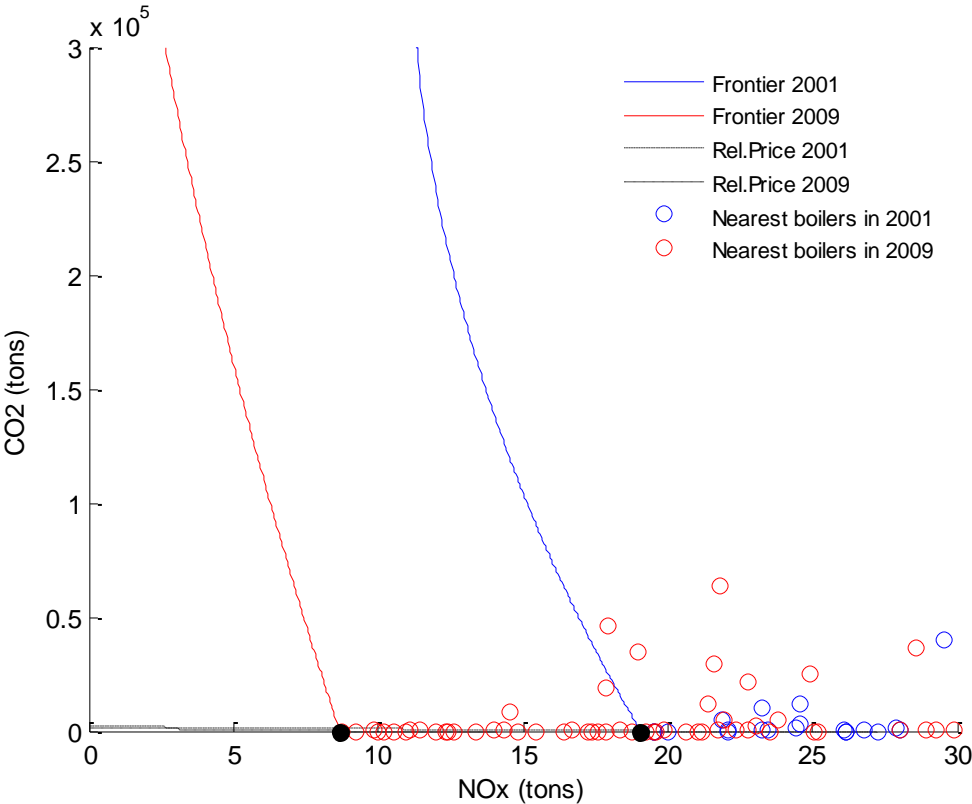 x 10^5
3
2.5
2
1.5
1
0.5
0
CO2 (tons)
Frontier 2001
Frontier 2009
Rel.Price 2001
Rel.Price 2009
Nearest boilers in 2001
Nearest boilers in 2009
0 5 10 15 20 25 30
NOx (tons)